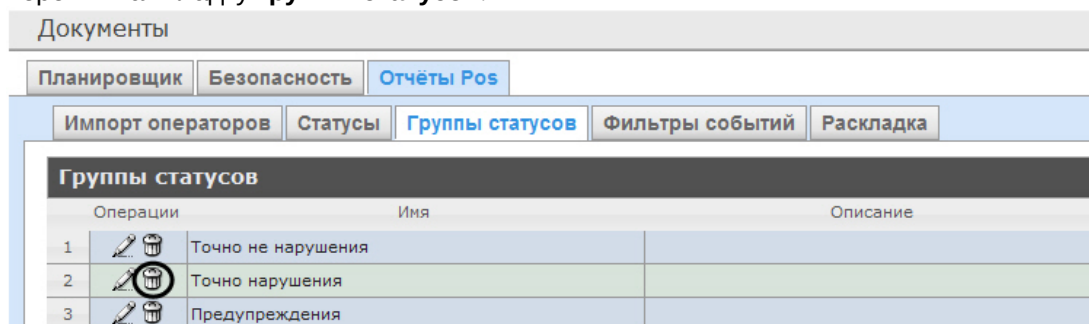 Документы
Планировщик Безопасность Отчёты Pos
Импорт операторов Статусы Группы статусов Фильтры событий Раскладка
Группы статусов
Операции Имя Описание
1 Точно не нарушения
2 Точно нарушения
3 Предупреждения